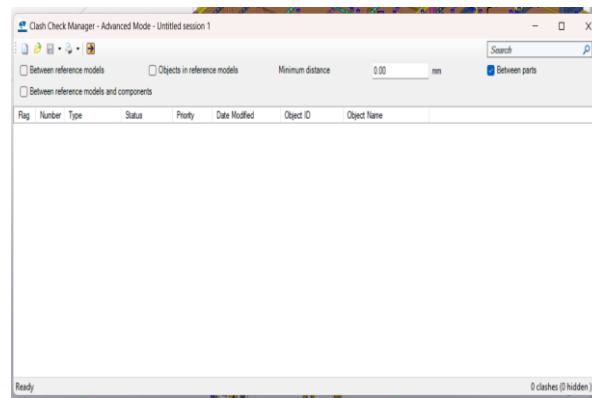 Clash Check Manager - Advanced Mode - Untitled session 1
Search
Between reference models Objects in reference models Minimum distance 0.00 mm Between parts
Between reference models and components
Flag Number Type Status Priority Date Modified Object ID Object Name
Ready 0 clashes (0 hidden )